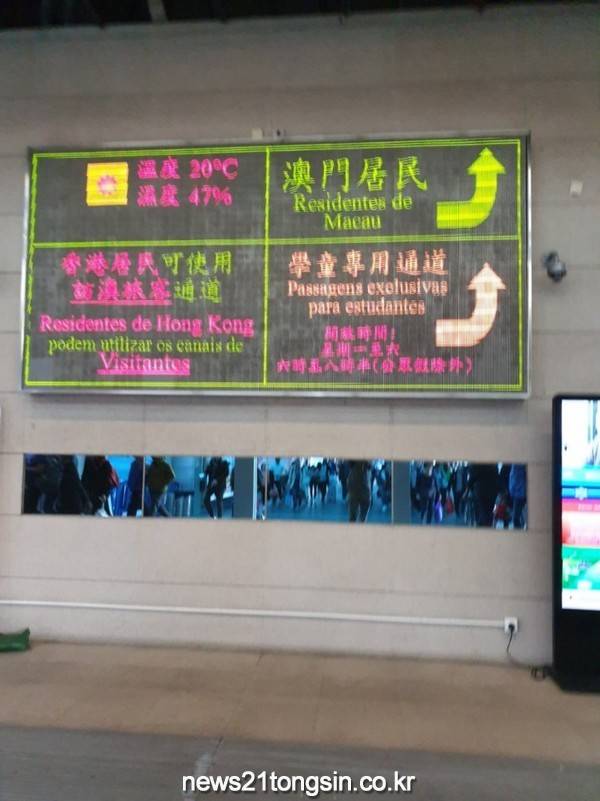 溫度 20℃
濕度 47%
澳門居民
Residentes de
Macau
香港居民可使用
訪澳旅客通道
Residentes de Hong Kong
podem utilizar os canais de
Visitantes
學童專用通道
Passagens exclusivas
para estudantes
開放時間:
星期一至六
六時至八時半(公眾假除外)
news21tongsin.co.kr